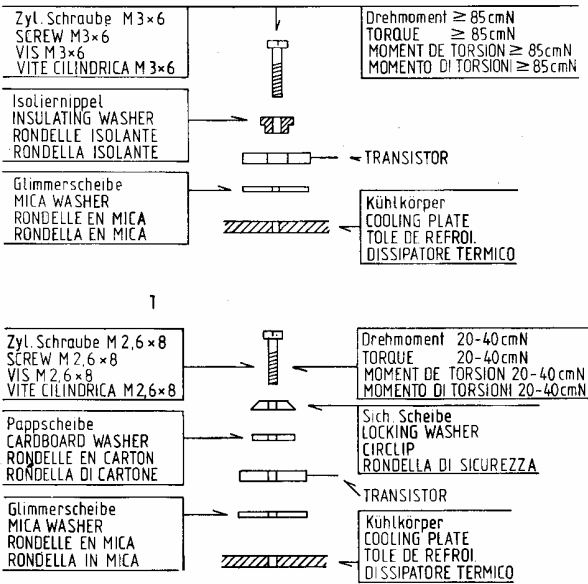 Zyl. Schraube M 3×6
SCREW M3×6
VIS M3×6
VITE CILINDRICA M 3×6
Drehmoment ≥ 85cmN
TORQUE ≥ 85cmN
MOMENT DE TORSION ≥ 85cmN
MOMENTO DI TORSIONI ≥ 85cmN
Isoliernippel
INSULATING WASHER
RONDELLE ISOLANTE
RONDELLA ISOLANTE
TRANSISTOR
Glimmerscheibe
MICA WASHER
RONDELLE EN MICA
RONDELLA EN MICA
Kühlkörper
COOLING PLATE
TOLE DE REFROI.
DISSIPATORE TERMICO
1
Zyl. Schraube M 2,6×8
SCREW M 2,6×8
VIS M 2,6×8
VITE CILINDRICA M 2,6×8
Drehmoment 20-40cmN
TORQUE 20-40cmN
MOMENT DE TORSION 20-40cmN
MOMENTO DI TORSIONI 20-40cmN
Pappscheibe
CARDBOARD WASHER
RONDELLE EN CARTON
RONDELLA DI CARTONE
Sich. Scheibe
LOCKING WASHER
CIRCLIP
RONDELLA DI SICUREZZA
TRANSISTOR
Glimmerscheibe
MICA WASHER
RONDELLE EN MICA
RONDELLA IN MICA
Kühlkörper
COOLING PLATE
TOLE DE REFROI.
DISSIPATORE TERMICO